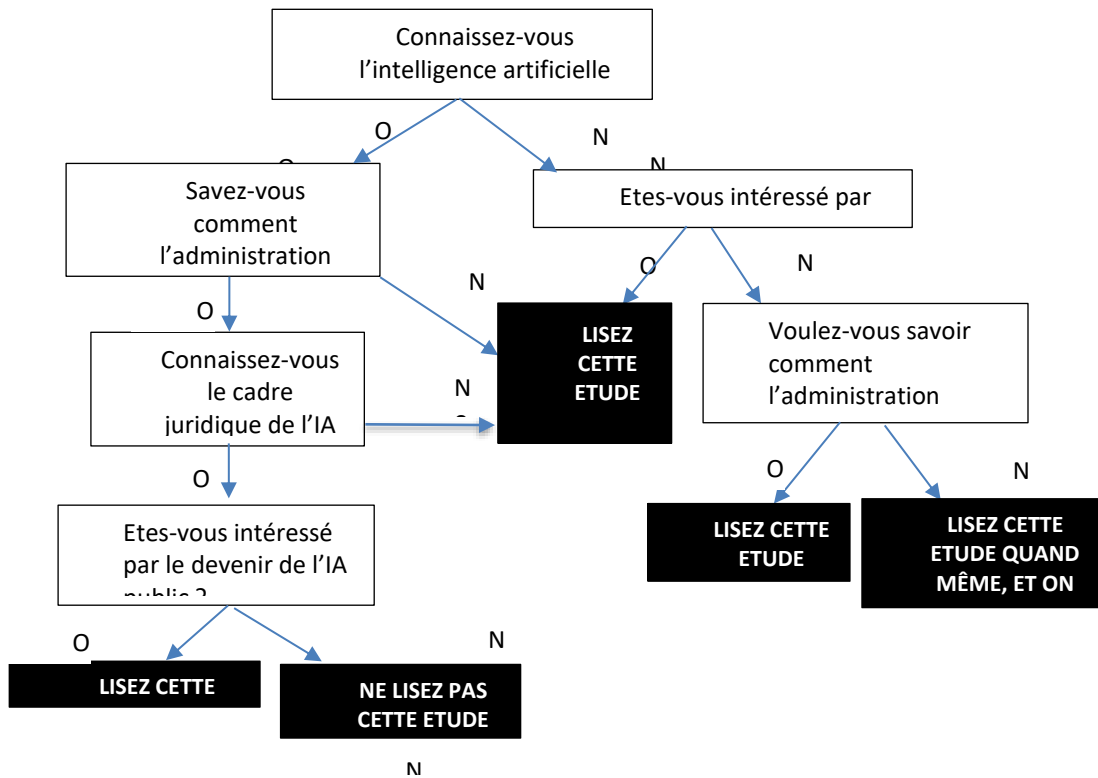 Connaissez-vous
l'intelligence artificielle
O
N
N
Savez-vous
comment
l'administration
Etes-vous intéressé par
O
N
N
O
LISEZ
CETTE
ETUDE
Voulez-vous savoir
comment
l'administration
Connaissez-vous
le cadre
juridique de l'IA
N
O
O
N
Etes-vous intéressé
par le devenir de l'IA
public ?
LISEZ CETTE
ETUDE
LISEZ CETTE
ETUDE QUAND
MÊME, ET ON
O
N
LISEZ CETTE
NE LISEZ PAS
CETTE ETUDE
N